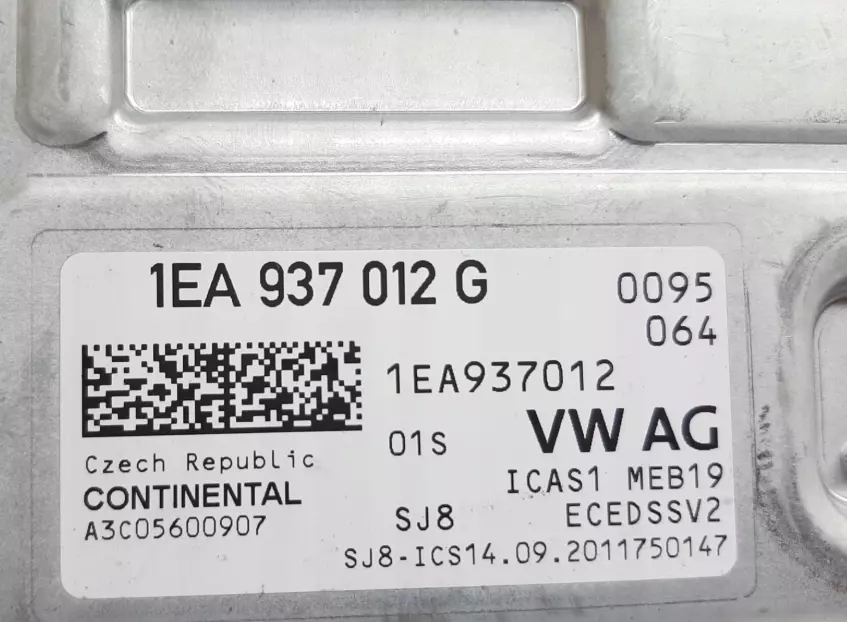 1EA 937 012 G
0095
064
1EA937012
01S
VW AG
Czech Republic
CONTINENTAL
A3C05600907
ICAS1 MEB19
SJ8
ECEDSSV2
SJ8-ICS14.09.2011750147